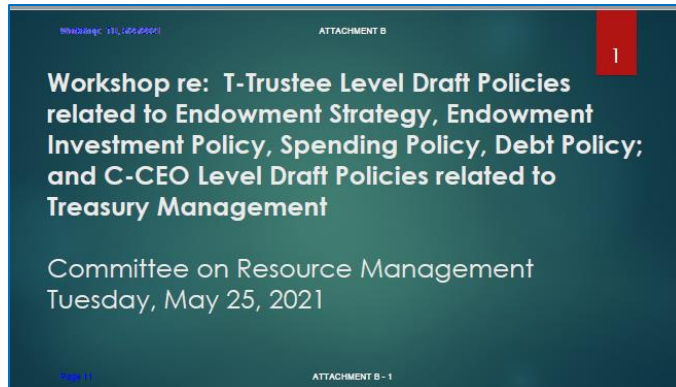 ATTACHMENT B
1
Workshop re: T-Trustee Level Draft Policies
related to Endowment Strategy, Endowment
Investment Policy, Spending Policy, Debt Policy;
and C-CEO Level Draft Policies related to
Treasury Management
Committee on Resource Management
Tuesday, May 25, 2021
Page 11
ATTACHMENT B - 1